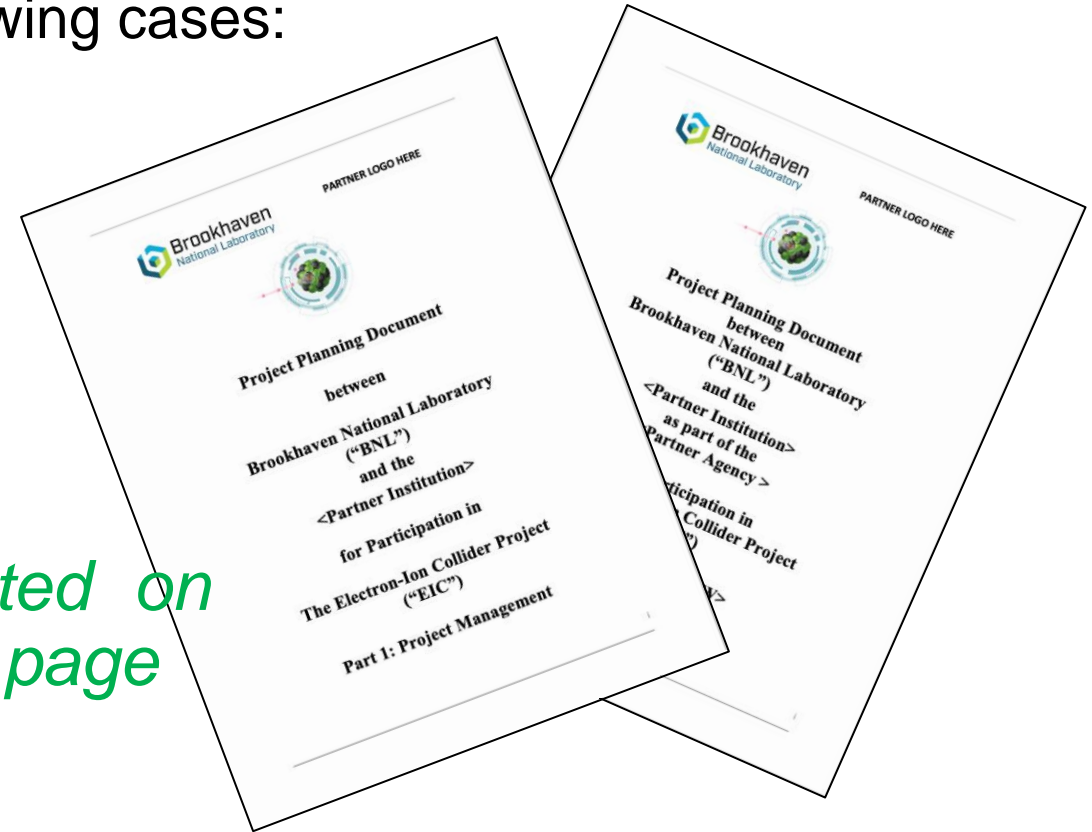 wing cases:
PARTNER LOGO HERE
Brookhaven
National Laboratory
Project Planning Document
between
Brookhaven National Laboratory
(“BNL”)
and the
<Partner Institution>
for Participation in
The Electron-Ion Collider Project
(“EIC”)
Part 1: Project Management
Brookhaven
National Laboratory
PARTNER LOGO HERE
Project Planning Document
between
Brookhaven National Laboratory
(“BNL”)
and the
<Partner Institution>
as part of the
Partner Agency >
ticipation in
Collider Project
”)
ted on
page